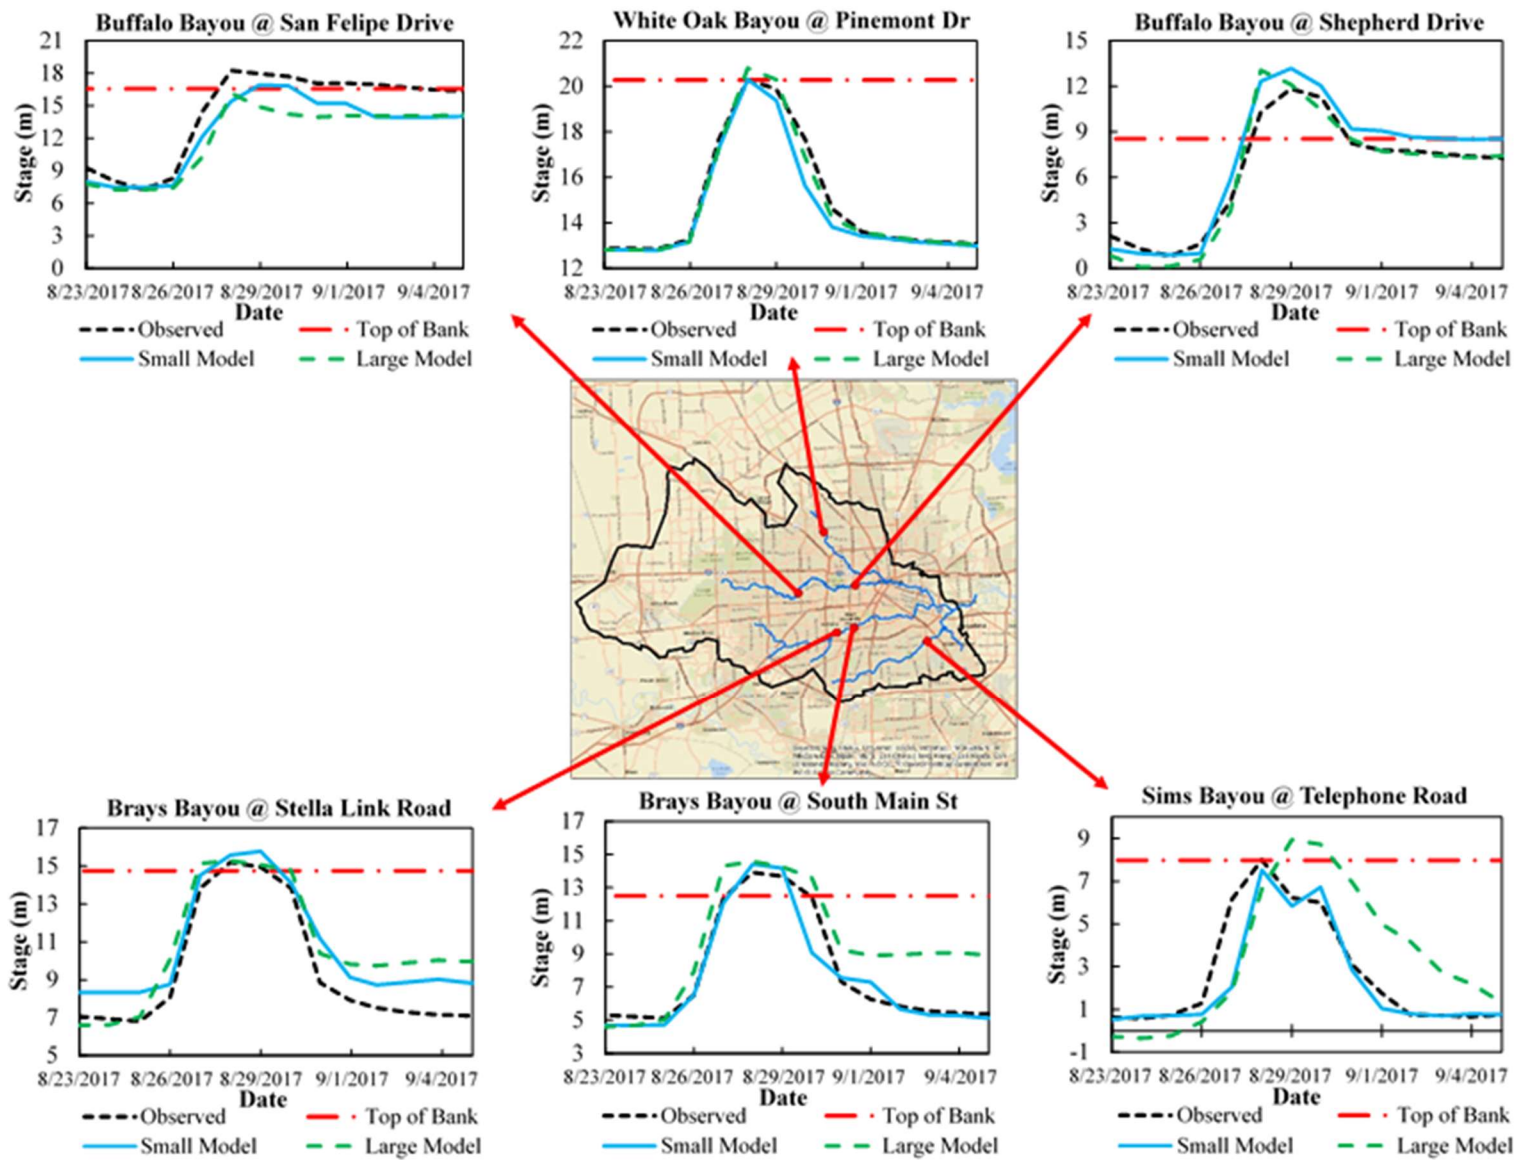 Buffalo Bayou @ San Felipe Drive
21
18
15
12
9
6
3
0
Stage (m)
8/23/2017 8/26/2017 8/29/2017 9/1/2017 9/4/2017
Date
Observed Top of Bank
Small Model Large Model
White Oak Bayou @ Pinemont Dr
22
20
18
16
14
12
Stage (m)
8/23/2017 8/26/2017 8/29/2017 9/1/2017 9/4/2017
Date
Observed Top of Bank
Small Model Large Model
Buffalo Bayou @ Shepherd Drive
15
12
9
6
3
0
Stage (m)
8/23/2017 8/26/2017 8/29/2017 9/1/2017 9/4/2017
Date
Observed Top of Bank
Small Model Large Model
Brays Bayou @ Stella Link Road
17
15
13
11
9
7
5
Stage (m)
8/23/2017 8/26/2017 8/29/2017 9/1/2017 9/4/2017
Date
Observed Top of Bank
Small Model Large Model
Brays Bayou @ South Main St
17
15
13
11
9
7
5
3
Stage (m)
8/23/2017 8/26/2017 8/29/2017 9/1/2017 9/4/2017
Date
Observed Top of Bank
Small Model Large Model
Sims Bayou @ Telephone Road
9
7
5
3
1
-1
Stage (m)
8/23/2017 8/26/2017 8/29/2017 9/1/2017 9/4/2017
Date
Observed Top of Bank
Small Model Large Model